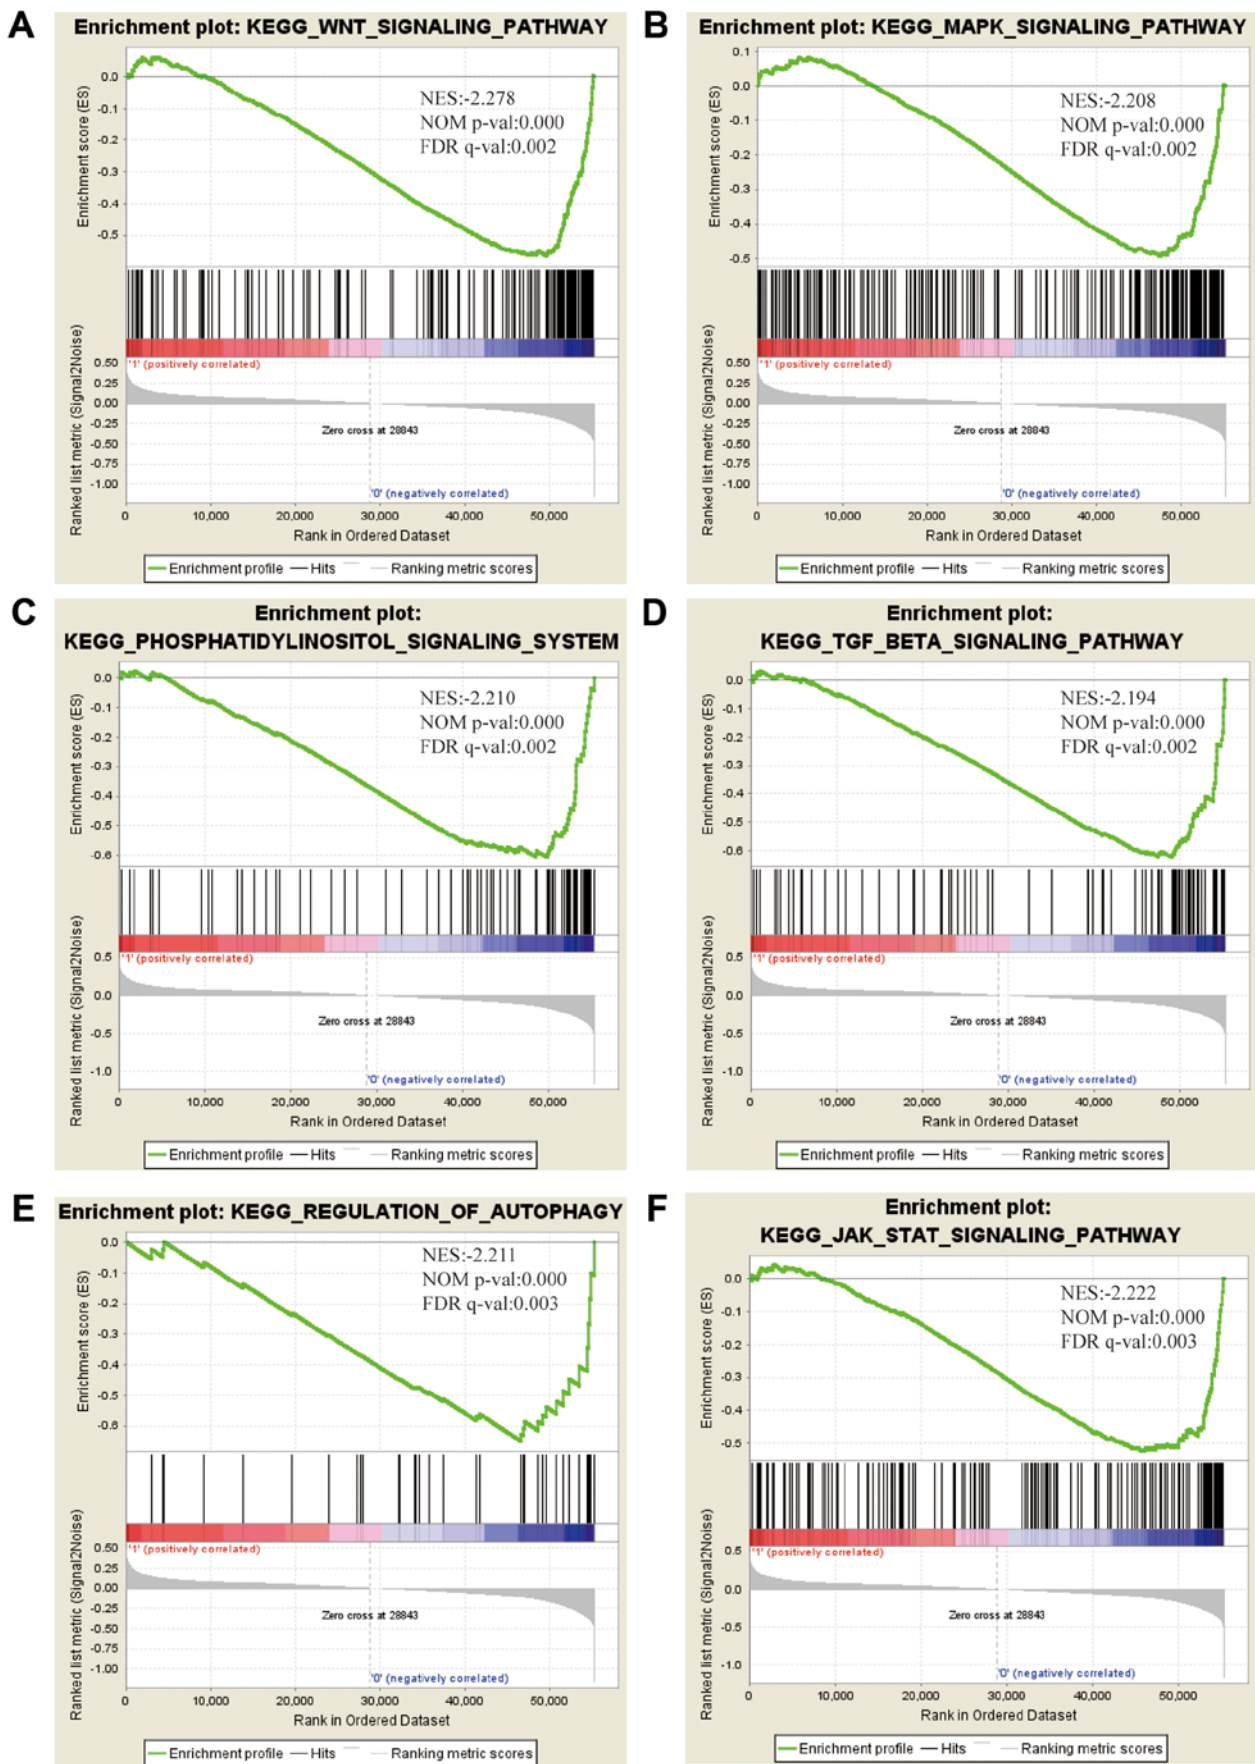 A
Enrichment plot: KEGG_WNT_SIGNALING_PATHWAY
Enrichment score (ES)
0.0
-0.1
-0.2
-0.3
-0.4
-0.5
NES:-2.278
NOM p-val:0.000
FDR q-val:0.002
Ranked list metric (Signal2Noise)
0.50
0.25
0.00
-0.25
-0.50
-0.75
-1.00
'1' (positively correlated)
Zero cross at 28843
'0' (negatively correlated)
0 10,000 20,000 30,000 40,000 50,000
Rank in Ordered Dataset
Enrichment profile Hits Ranking metric scores
B
Enrichment plot: KEGG_MAPK_SIGNALING_PATHWAY
Enrichment score (ES)
0.1
0.0
-0.1
-0.2
-0.3
-0.4
-0.5
NES:-2.208
NOM p-val:0.000
FDR q-val:0.002
Ranked list metric (Signal2Noise)
0.50
0.25
0.00
-0.25
-0.50
-0.75
-1.00
'1' (positively correlated)
Zero cross at 28843
'0' (negatively correlated)
0 10,000 20,000 30,000 40,000 50,000
Rank in Ordered Dataset
Enrichment profile Hits Ranking metric scores
C
Enrichment plot:
KEGG_PHOSPHATIDYLINOSITOL_SIGNALING_SYSTEM
Enrichment score (ES)
0.0
-0.1
-0.2
-0.3
-0.4
-0.5
-0.6
NES:-2.210
NOM p-val:0.000
FDR q-val:0.002
Ranked list metric (Signal2Noise)
0.5
0.0
-0.5
-1.0
'1' (positively correlated)
Zero cross at 28843
'0' (negatively correlated)
0 10,000 20,000 30,000 40,000 50,000
Rank in Ordered Dataset
Enrichment profile Hits Ranking metric scores
D
Enrichment plot:
KEGG_TGF_BETA_SIGNALING_PATHWAY
Enrichment score (ES)
0.0
-0.1
-0.2
-0.3
-0.4
-0.5
-0.6
NES:-2.194
NOM p-val:0.000
FDR q-val:0.002
Ranked list metric (Signal2Noise)
0.5
0.0
-0.5
-1.0
'1' (positively correlated)
Zero cross at 28843
'0' (negatively correlated)
0 10,000 20,000 30,000 40,000 50,000
Rank in Ordered Dataset
Enrichment profile Hits Ranking metric scores
E
Enrichment plot: KEGG_REGULATION_OF_AUTOPHAGY
Enrichment score (ES)
0.0
-0.1
-0.2
-0.3
-0.4
-0.5
-0.6
NES:-2.211
NOM p-val:0.000
FDR q-val:0.003
Ranked list metric (Signal2Noise)
0.50
0.25
0.00
-0.25
-0.50
-0.75
-1.00
'1' (positively correlated)
Zero cross at 28843
'0' (negatively correlated)
0 10,000 20,000 30,000 40,000 50,000
Rank in Ordered Dataset
Enrichment profile Hits Ranking metric scores
F
Enrichment plot:
KEGG_JAK_STAT_SIGNALING_PATHWAY
Enrichment score (ES)
0.0
-0.1
-0.2
-0.3
-0.4
-0.5
NES:-2.222
NOM p-val:0.000
FDR q-val:0.003
Ranked list metric (Signal2Noise)
0.5
0.0
-0.5
-1.0
'1' (positively correlated)
Zero cross at 28843
'0' (negatively correlated)
0 10,000 20,000 30,000 40,000 50,000
Rank in Ordered Dataset
Enrichment profile Hits Ranking metric scores